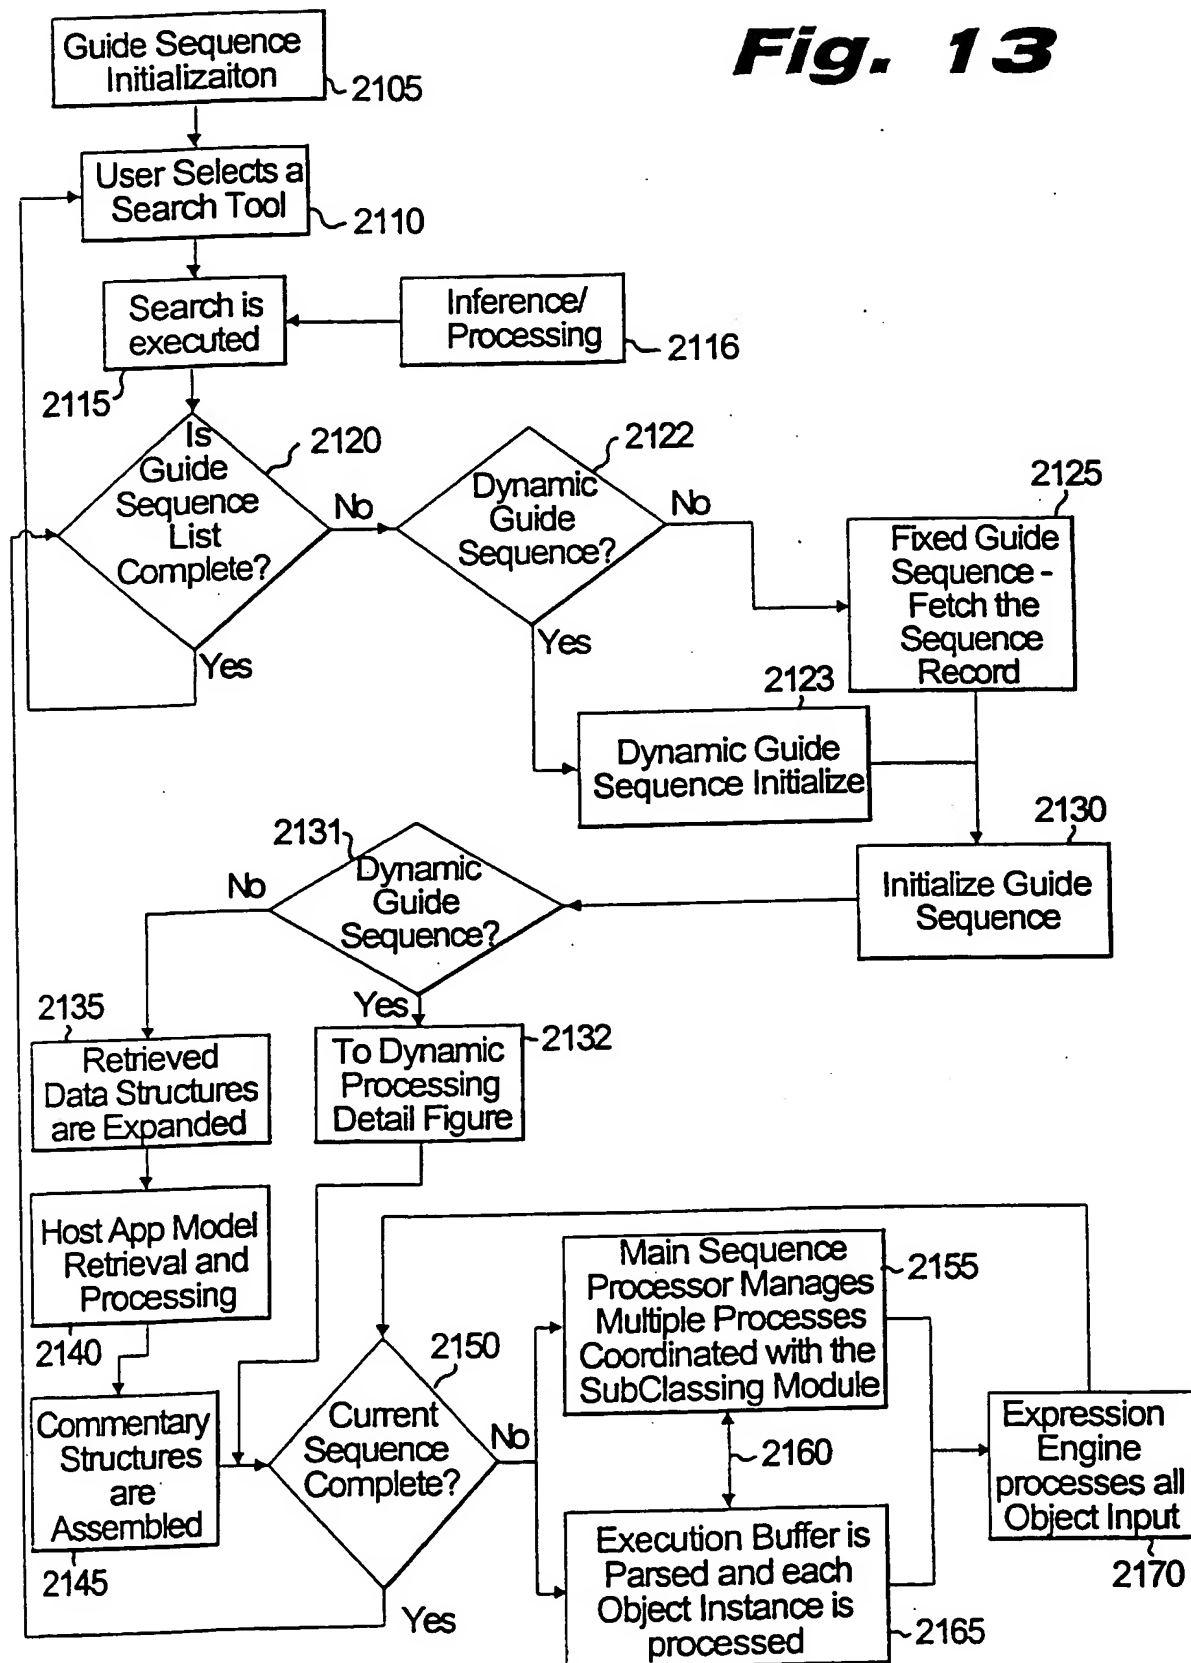 Fig. 13
Guide Sequence
Initializaiton
2105
User Selects a
Search Tool
2110
Search is
executed
2115
Inference/
Processing
2116
Is
Guide
Sequence
List
Complete?
2120
No
Yes
Dynamic
Guide
Sequence?
2122
No
Yes
2125
Fixed Guide
Sequence -
Fetch the
Sequence
Record
2123
Dynamic Guide
Sequence Initialize
2130
Initialize Guide
Sequence
2131
Dynamic
Guide
Sequence?
No
Yes
2135
Retrieved
Data Structures
are Expanded
2132
To Dynamic
Processing
Detail Figure
Host App Model
Retrieval and
Processing
2140
Commentary
Structures
are
Assembled
2145
2150
Current
Sequence
Complete?
No
Yes
Main Sequence
Processor Manages
Multiple Processes
Coordinated with the
SubClassing Module
2155
2160
Execution Buffer is
Parsed and each
Object Instance is
processed
2165
Expression
Engine
processes all
Object Input
2170